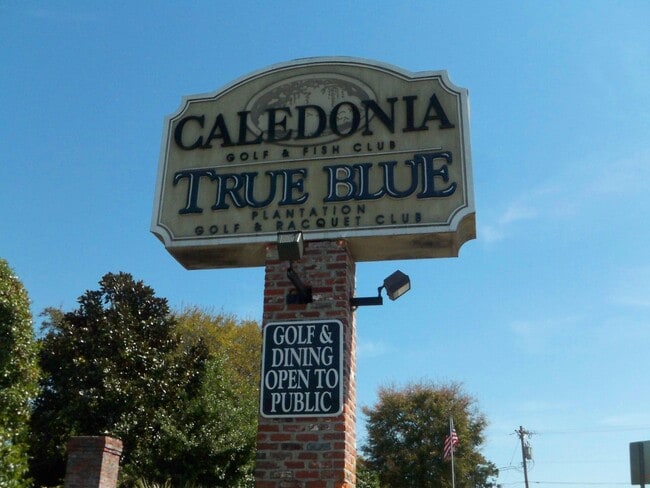 CALEDONIA
GOLF & FISH CLUB
TRUE BLUE
PLANTATION
GOLF & RACQUET CLUB
GOLF &
DINING
OPEN TO
PUBLIC